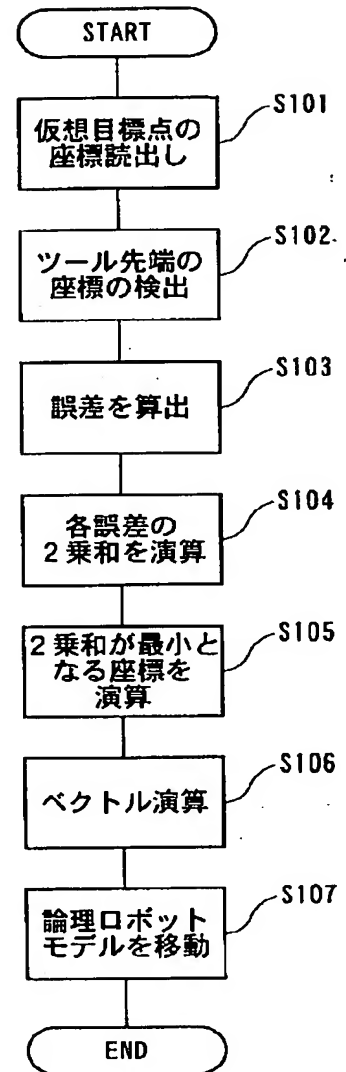 START
S101
仮想目標点の
座標読出し
S102
ツール先端の
座標の検出
S103
誤差を算出
S104
各誤差の
2乗和を演算
S105
2乗和が最小と
なる座標を
演算
S106
ベクトル演算
S107
論理ロボット
モデルを移動
END